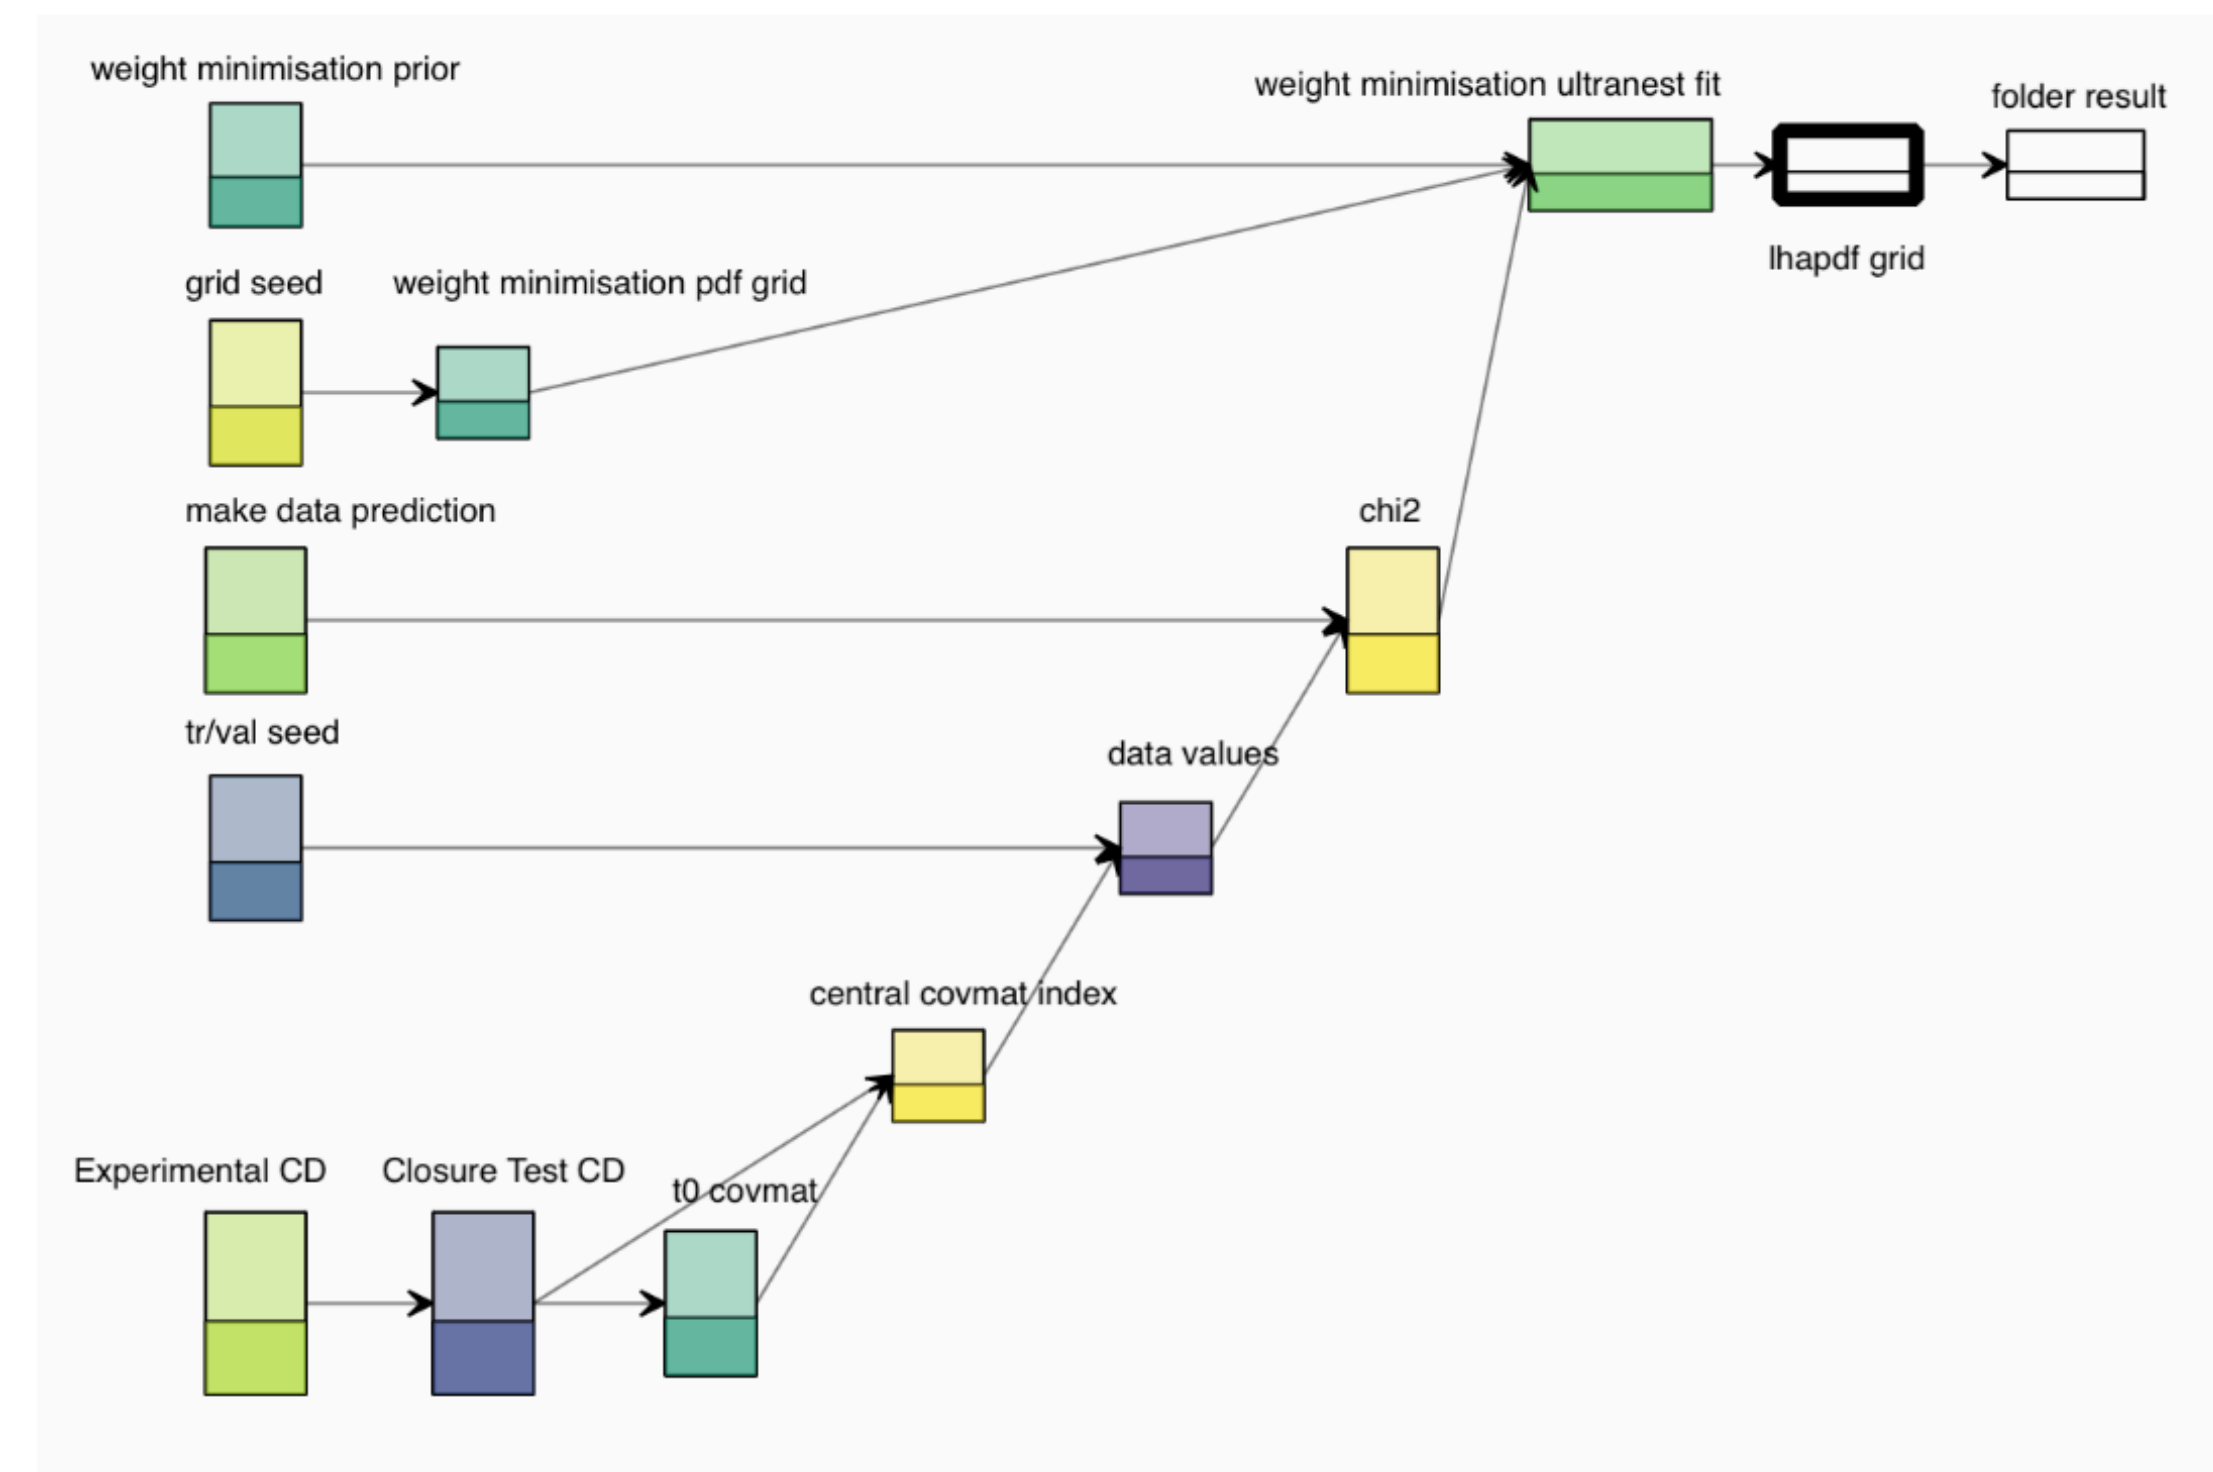 weight minimisation prior
weight minimisation ultranest fit
folder result
lhapdf grid
grid seed
weight minimisation pdf grid
make data prediction
chi2
tr/val seed
data values
central covmat index
Experimental CD
Closure Test CD
t0 covmat